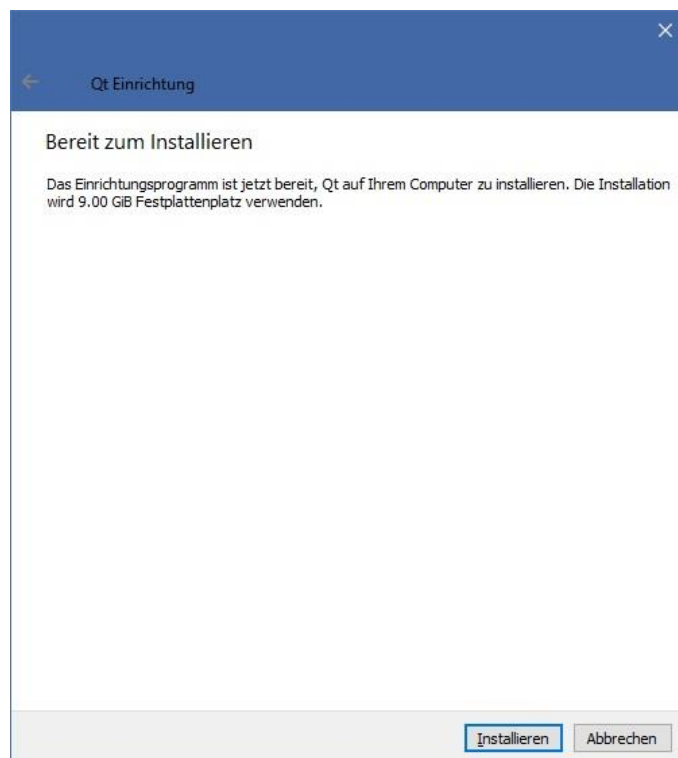 Qt Einrichtung
Bereit zum Installieren
Das Einrichtungsprogramm ist jetzt bereit, Qt auf Ihrem Computer zu installieren. Die Installation
wird 9.00 GiB Festplattenplatz verwenden.
Installieren Abbrechen